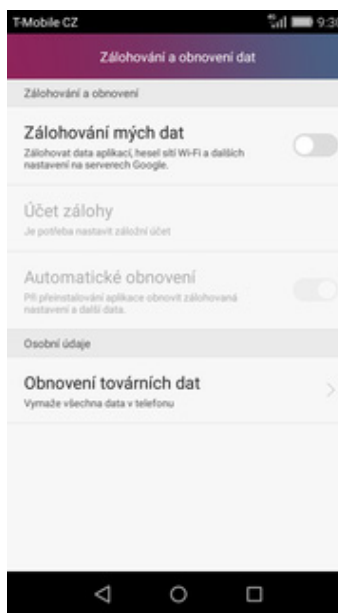 T-Mobile CZ 9:30
Zálohování a obnovení dat
Zálohování a obnovení
Zálohování mých dat
Zálohovat data aplikací, hesel sítí Wi-Fi a dalších
nastavení na serverech Google.
Účet zálohy
Je potřeba nastavit záložní účet
Automatické obnovení
Při přeinstalování aplikace obnovit zálohovaná
nastavení a další data.
Osobní údaje
Obnovení továrních dat
Vymaže všechna data v telefonu